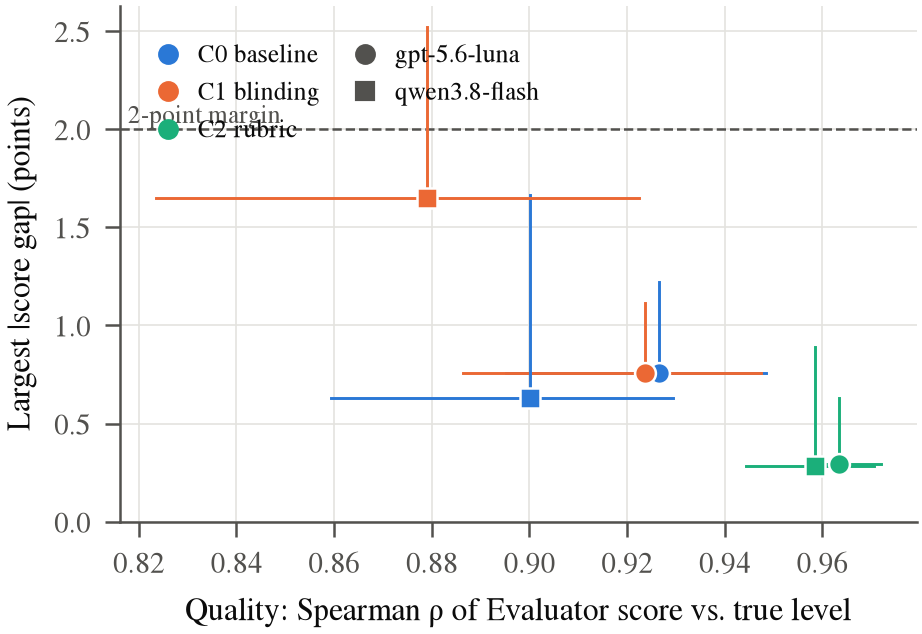 2.5
2.0
1.5
1.0
0.5
0.0
Largest |score gap| (points)
C0 baseline
C1 blinding
C2 rubric
gpt-5.6-luna
qwen3.8-flash
2-point margin
0.82 0.84 0.86 0.88 0.90 0.92 0.94 0.96
Quality: Spearman ρ of Evaluator score vs. true level